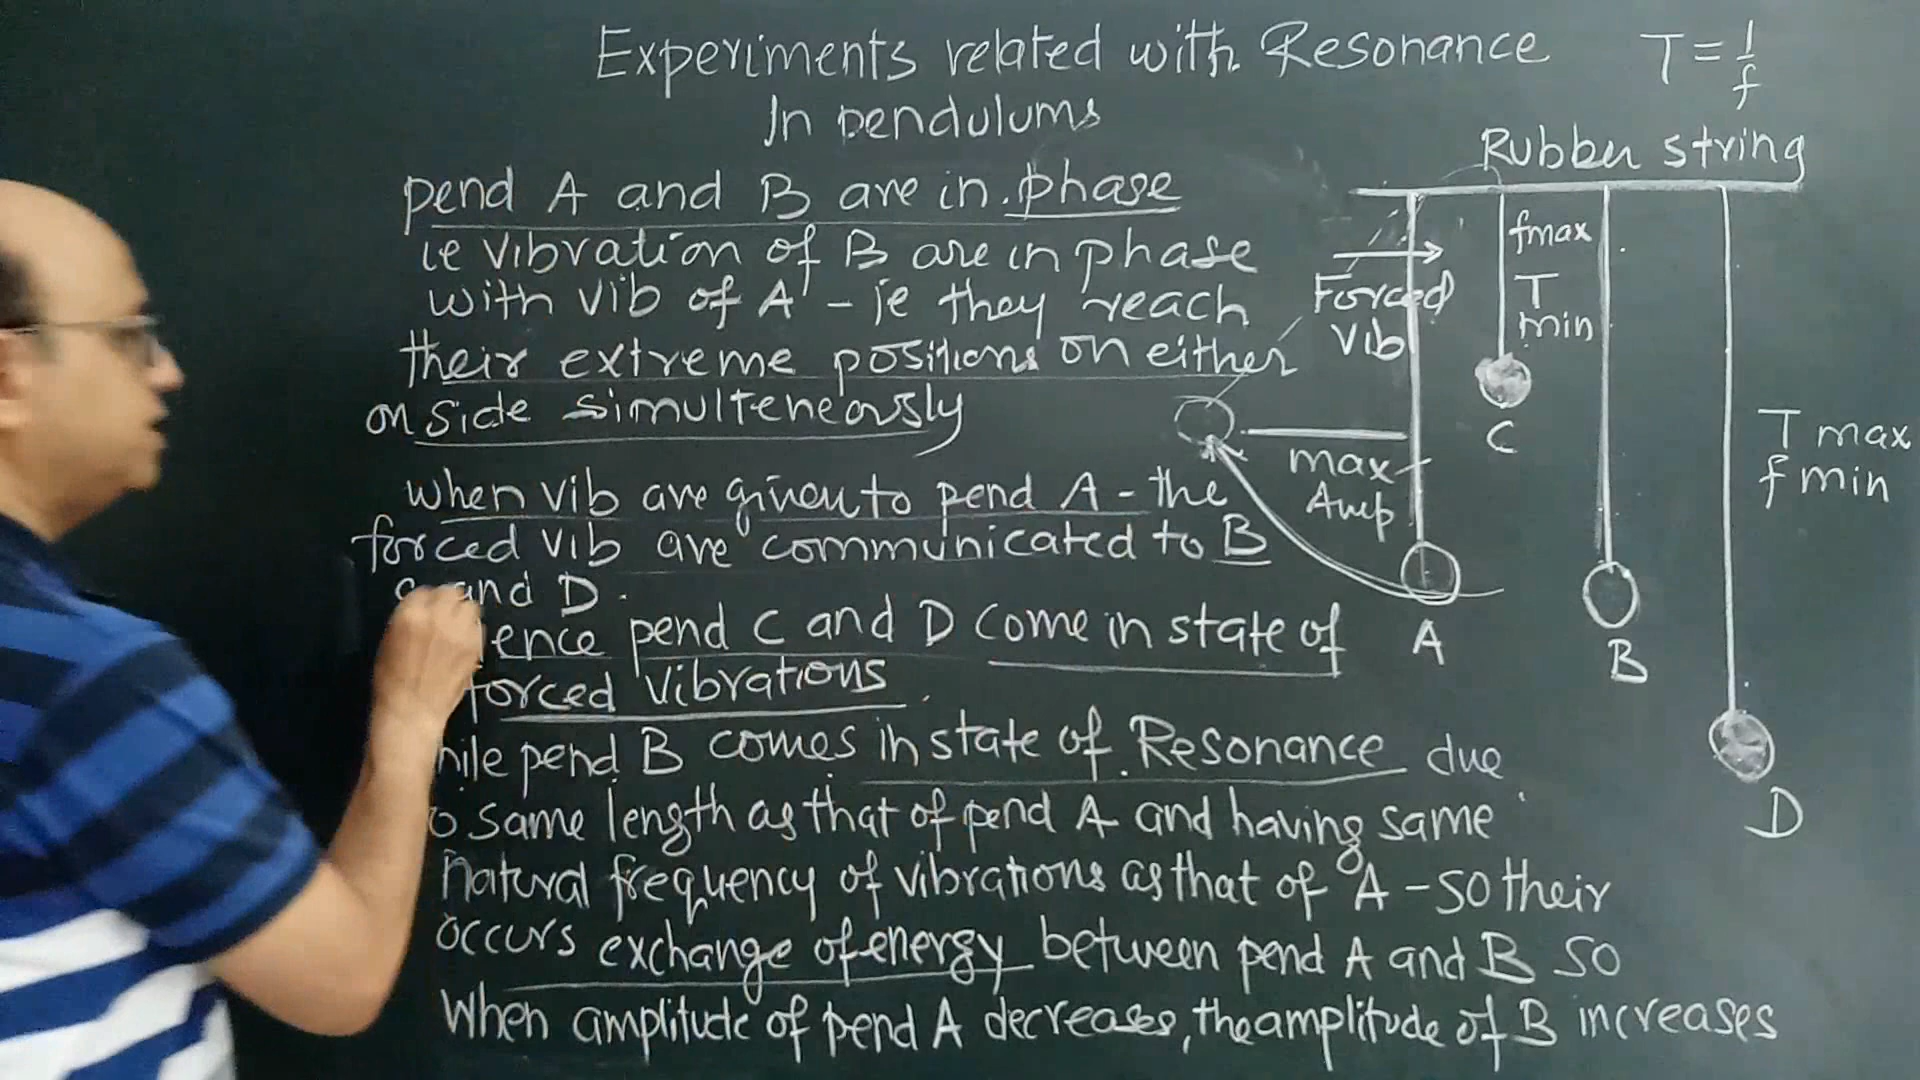 Experiments related with Resonance
In pendulums
T = 1/f
Rubber string
pend A and B are in phase
ie vibration of B are in phase
with vib of A - ie they reach
their extreme positions on either
on side simulteneously
when vib are given to pend A - the
forced vib are communicated to B
and D.
ence pend C and D come in state of
forced vibrations.
hile pend B comes in state of Resonance due
o same length as that of pend A and having same
natural frequency of vibrations as that of A - so their
occurs exchange of energy between pend A and B so
when amplitude of pend A decreases, the amplitude of B increases
Forced
vib
fmax
T
min
C
max
Amp
A
B
T max
f min
D